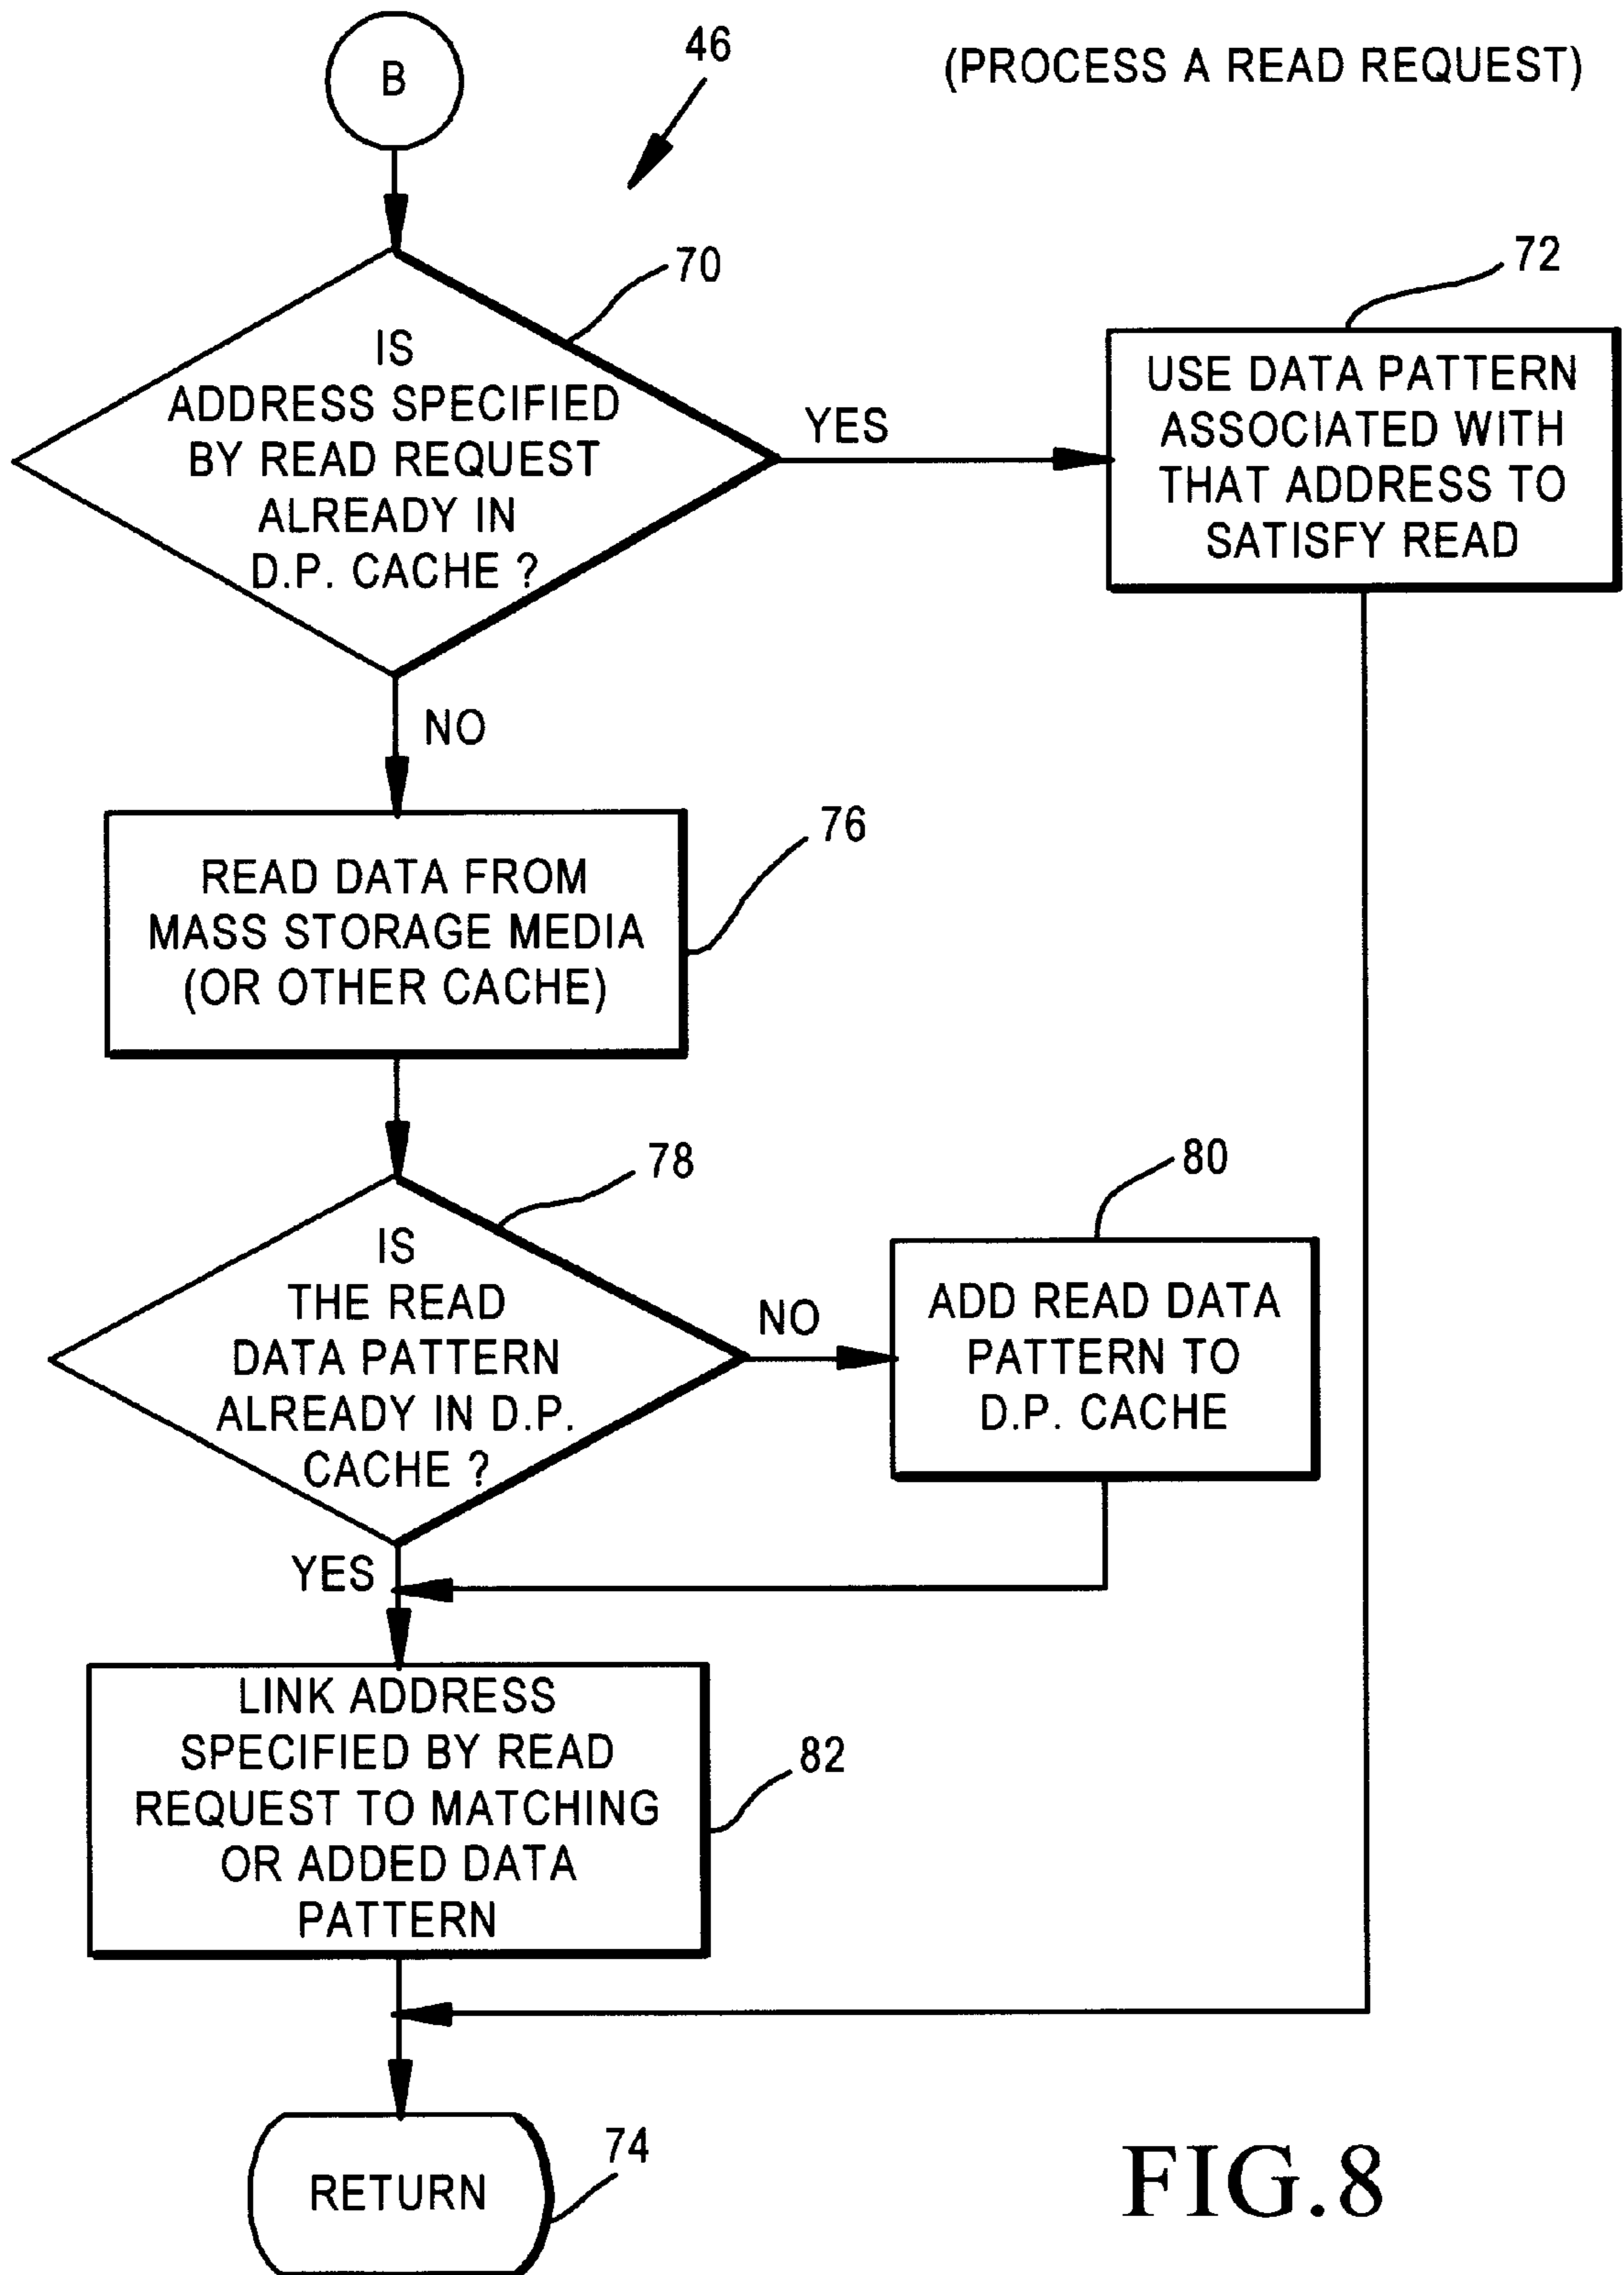 B
46
(PROCESS A READ REQUEST)
70
IS
ADDRESS SPECIFIED
BY READ REQUEST
ALREADY IN
D.P. CACHE ?
YES
72
USE DATA PATTERN
ASSOCIATED WITH
THAT ADDRESS TO
SATISFY READ
NO
76
READ DATA FROM
MASS STORAGE MEDIA
(OR OTHER CACHE)
78
IS
THE READ
DATA PATTERN
ALREADY IN D.P.
CACHE ?
NO
80
ADD READ DATA
PATTERN TO
D.P. CACHE
YES
82
LINK ADDRESS
SPECIFIED BY READ
REQUEST TO MATCHING
OR ADDED DATA
PATTERN
74
RETURN
FIG.8